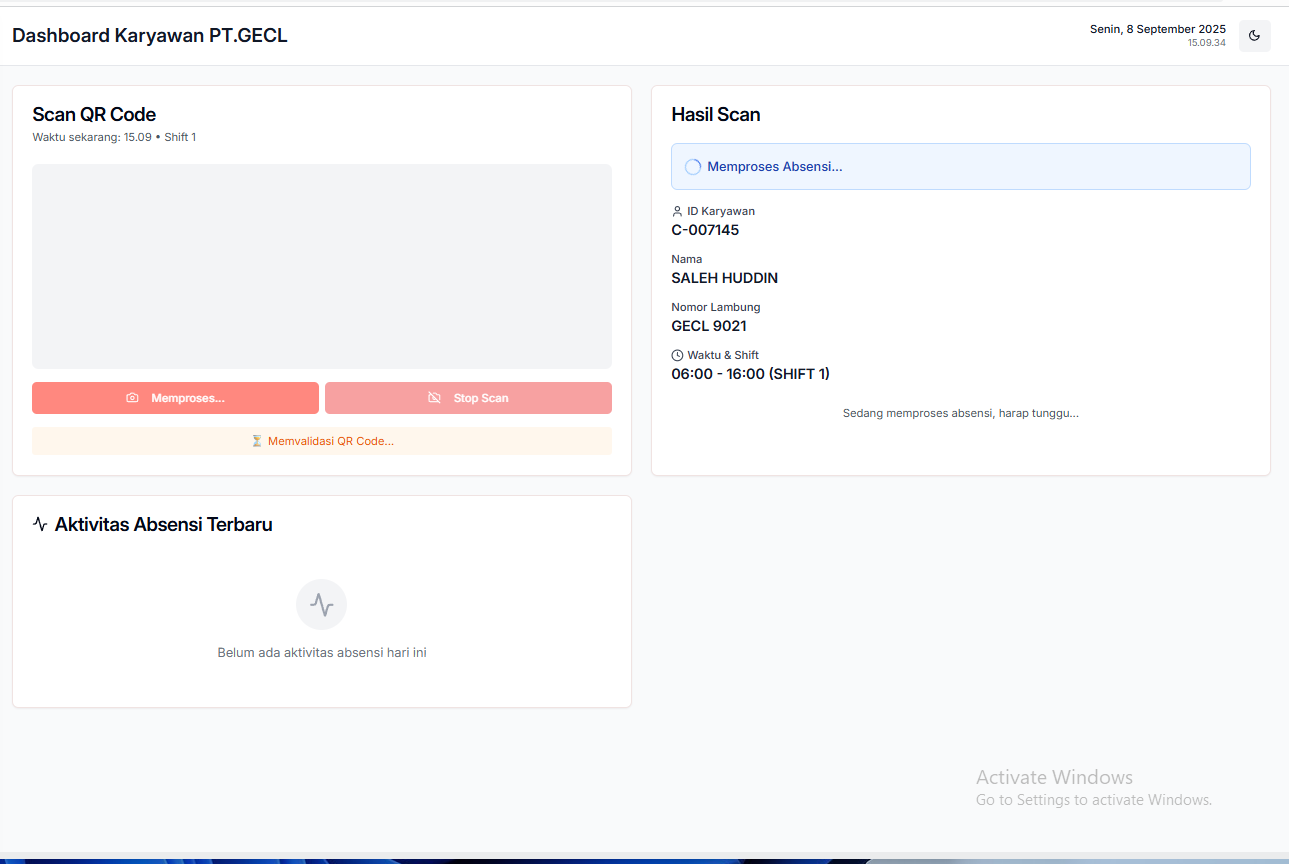 Dashboard Karyawan PT.GECL
Senin, 8 September 2025
15.09.34
Scan QR Code
Waktu sekarang: 15.09 • Shift 1
Memproses...
Stop Scan
⏳ Memvalidasi QR Code...
Hasil Scan
Memproses Absensi...
ID Karyawan
C-007145
Nama
SALEH HUDDIN
Nomor Lambung
GECL 9021
Waktu & Shift
06:00 - 16:00 (SHIFT 1)
Sedang memproses absensi, harap tunggu...
Aktivitas Absensi Terbaru
Belum ada aktivitas absensi hari ini
Activate Windows
Go to Settings to activate Windows.